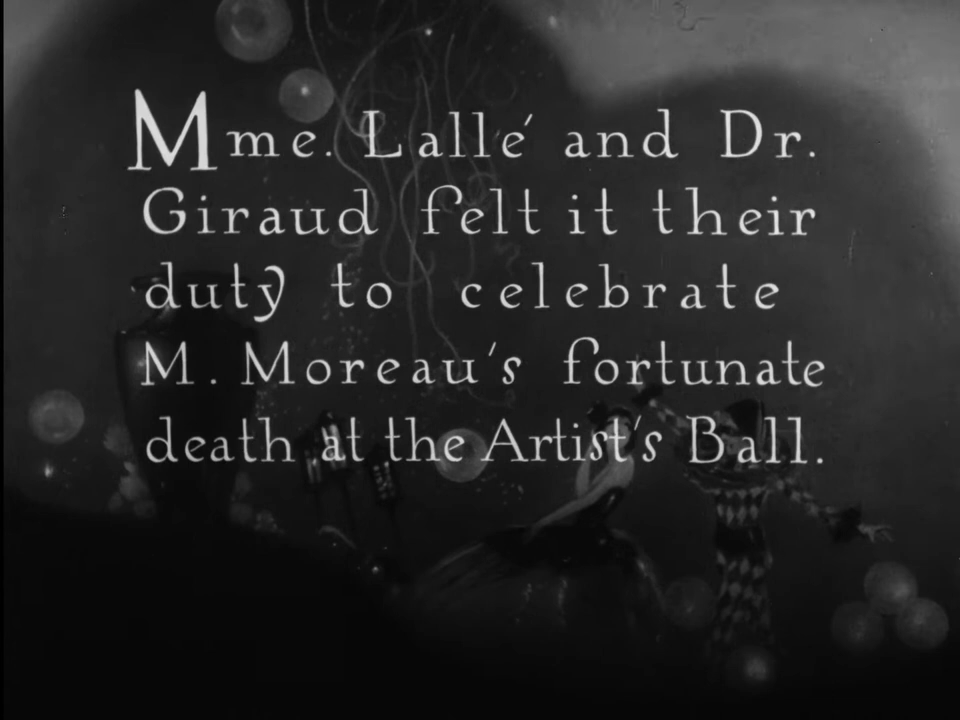 Mme. Lallé and Dr.
Giraud felt it their
duty to celebrate
M. Moreau's fortunate
death at the Artist's Ball.